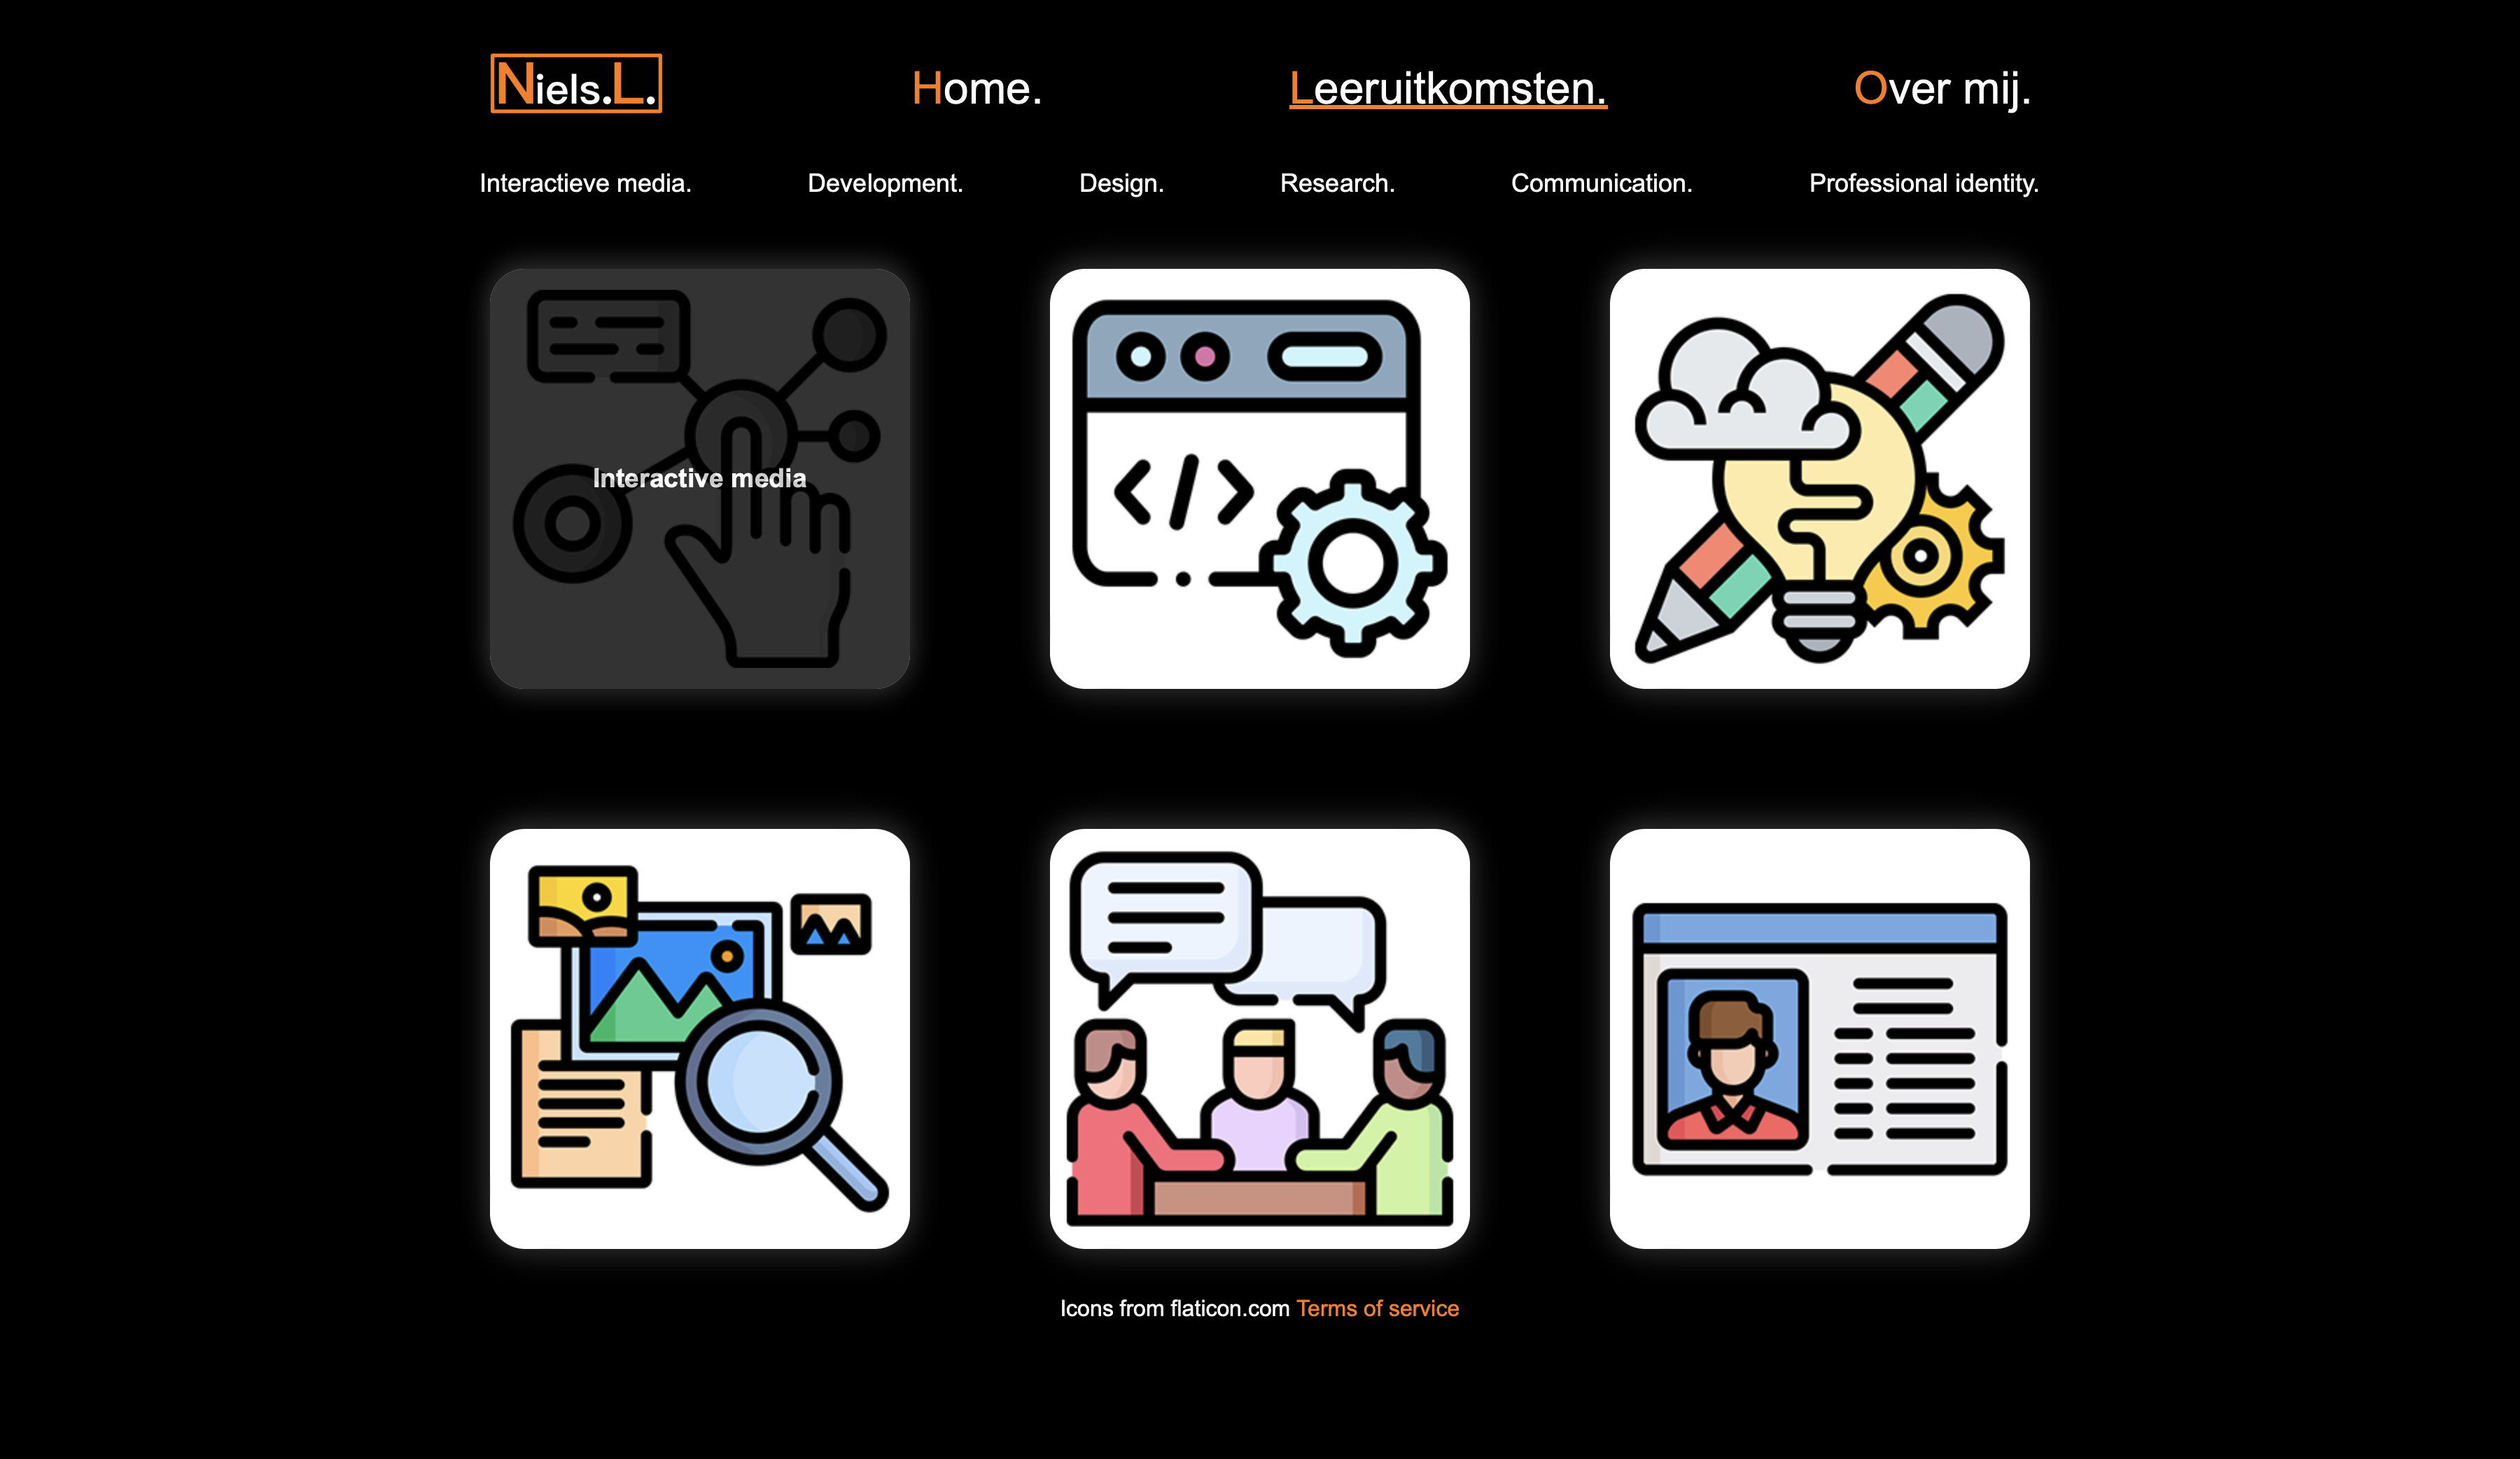 Niels.L.
Home.
Leeruitkomsten.
Over mij.
Interactieve media.
Development.
Design.
Research.
Communication.
Professional identity.
Interactive media
</>
Icons from flaticon.com Terms of service